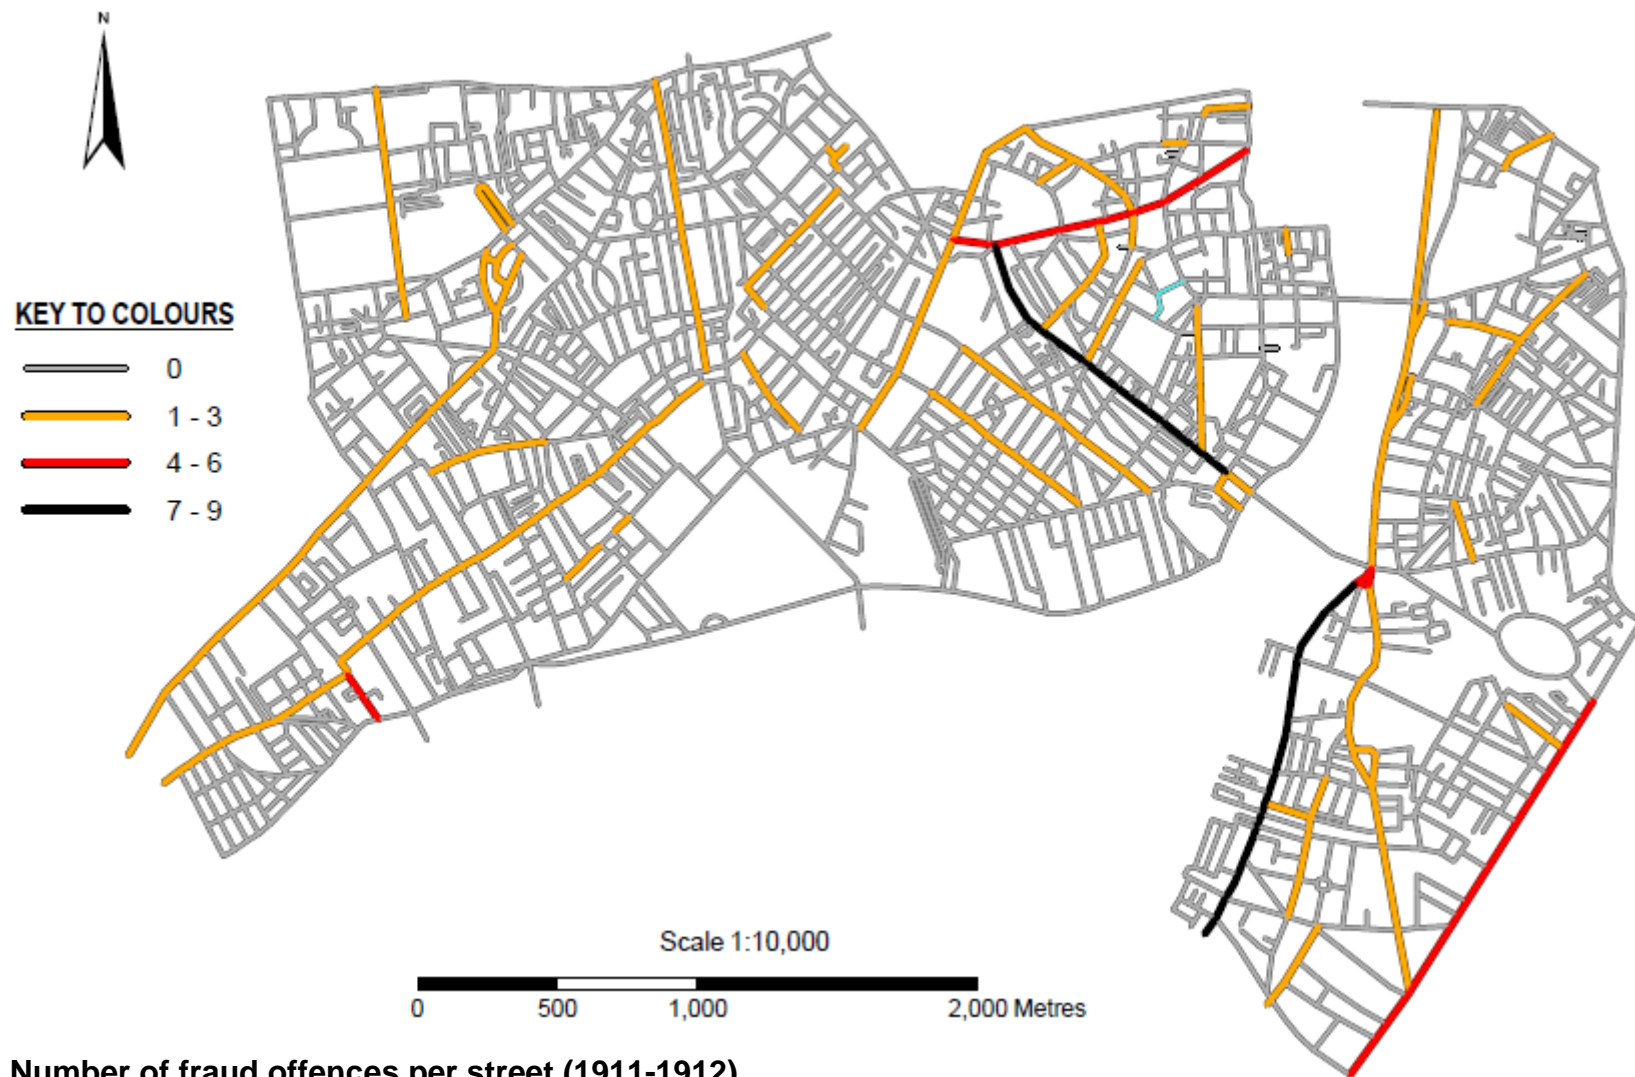 N
KEY TO COLOURS
0
1 - 3
4 - 6
7 - 9
Scale 1:10,000
0 500 1,000 2,000 Metres
Number of fraud offences per street (1911-1912)